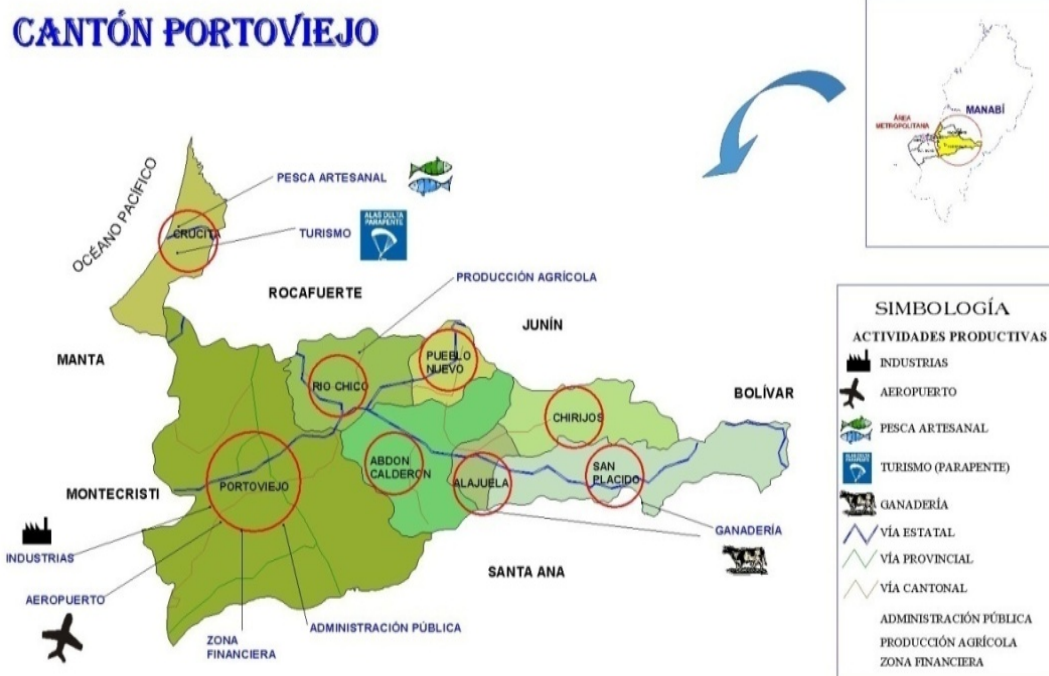 CANTÓN PORTOVIEJO
MANABÍ
ÁREA
METROPOLITANA
OCÉANO PACÍFICO
PESCA ARTESANAL
CRUCITA
TURISMO
ALAS DELTA
PARAPENTE
PRODUCCIÓN AGRÍCOLA
ROCAFUERTE
JUNÍN
MANTA
PUEBLO
NUEVO
RIO CHICO
BOLÍVAR
CHIRIJOS
ABDON
CALDERON
SAN
PLACIDO
ALAJUELA
PORTOVIEJO
MONTECRISTI
GANADERÍA
INDUSTRIAS
SANTA ANA
AEROPUERTO
ADMINISTRACIÓN PÚBLICA
ZONA
FINANCIERA
SIMBOLOGÍA
ACTIVIDADES PRODUCTIVAS
INDUSTRIAS
AEROPUERTO
PESCA ARTESANAL
ALAS DELTA
PARAPENTE
TURISMO (PARAPENTE)
GANADERÍA
VÍA ESTATAL
VÍA PROVINCIAL
VÍA CANTONAL
ADMINISTRACIÓN PÚBLICA
PRODUCCIÓN AGRÍCOLA
ZONA FINANCIERA